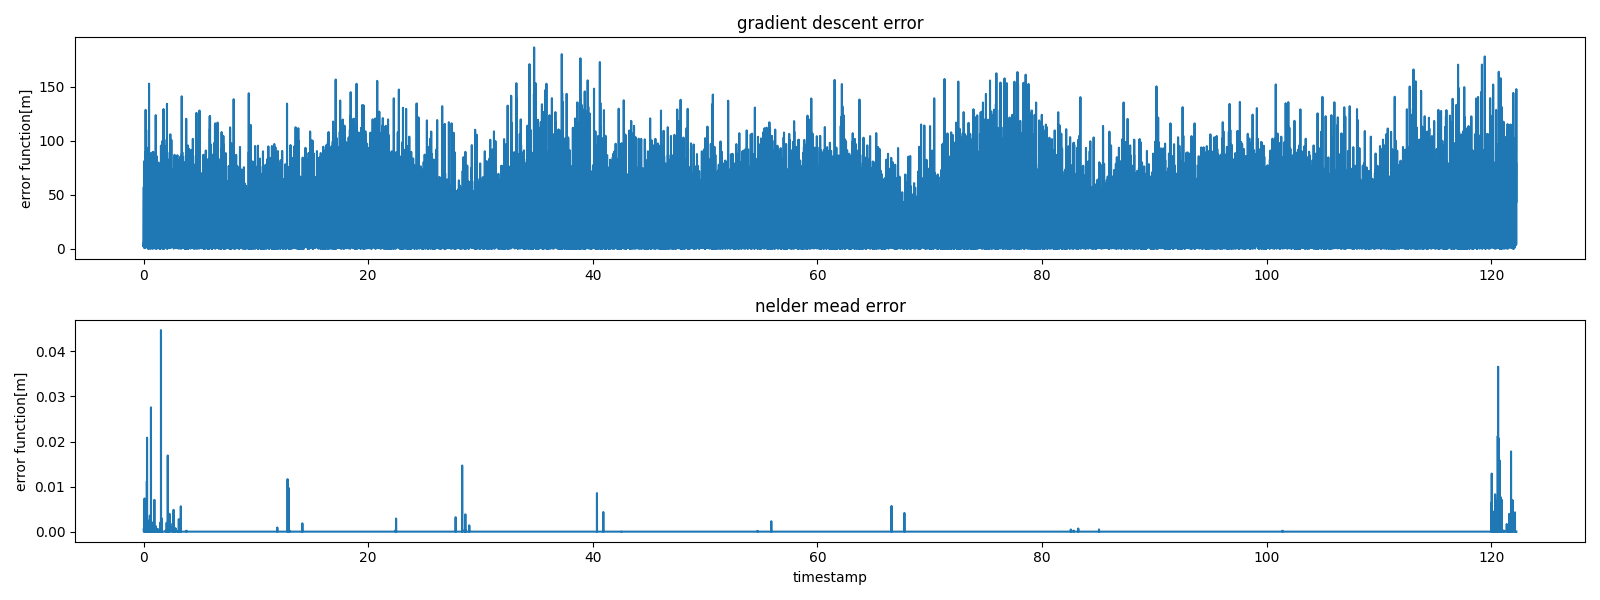 gradient descent error
error function[m]
150
100
50
0
0 20 40 60 80 100 120
nelder mead error
error function[m]
0.04
0.03
0.02
0.01
0.00
0 20 40 60 80 100 120
timestamp